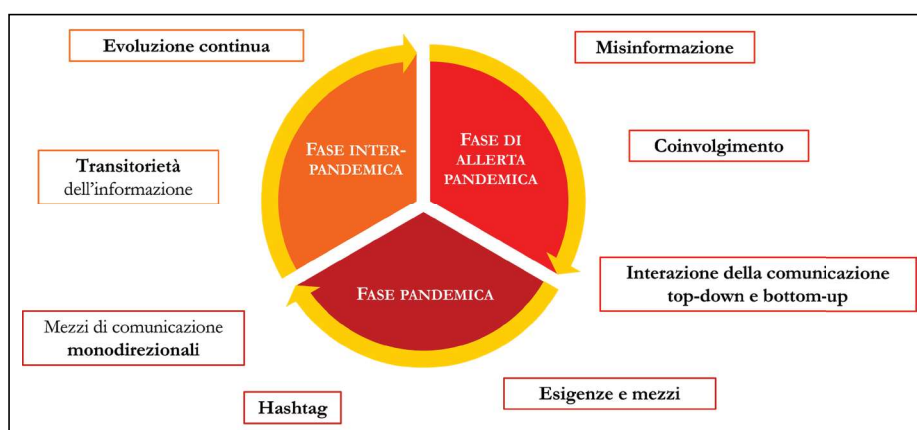 Evoluzione continua
Misinformazione
FASE INTER-
PANDEMICA
FASE DI
ALLERTA
PANDEMICA
Coinvolgimento
Transitorietà
dell'informazione
Interazione della comunicazione
top-down e bottom-up
FASE PANDEMICA
Mezzi di comunicazione
monodirezionali
Esigenze e mezzi
Hashtag